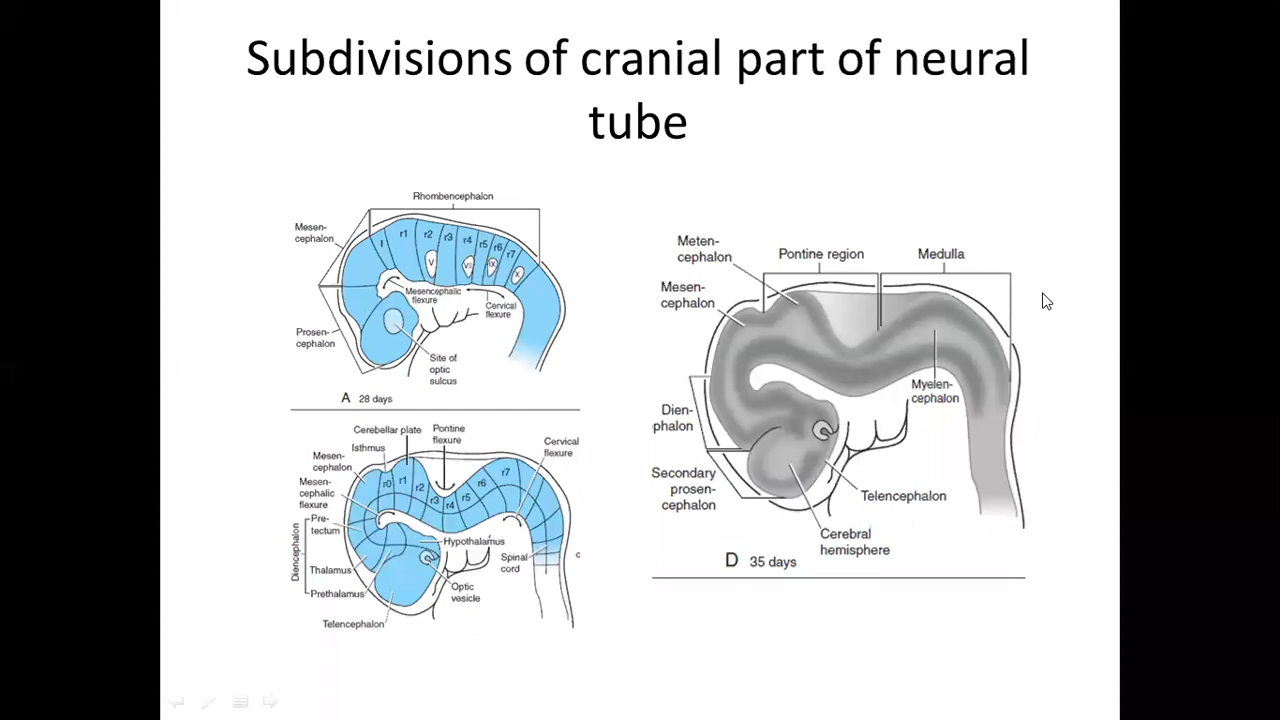 Subdivisions of cranial part of neural
tube
Rhombencephalon
Mesen-
cephalon
I
r1
r2
r3
r4
r5
r6
r7
V
VII
IX
X
Mesencephalic
flexure
Cervical
flexure
Prosen-
cephalon
Site of
optic
sulcus
A 28 days
Cerebellar plate
Pontine
flexure
Cervical
flexure
Isthmus
Mesen-
cephalon
Mesen-
cephalic
flexure
r0
r1
r2
r3
r4
r5
r6
r7
Pre-
tectum
Diencephalon
Hypothalamus
Spinal
cord
c
Thalamus
Prethalamus
Optic
vesicle
Telencephalon
Meten-
cephalon
Pontine region
Medulla
Mesen-
cephalon
Myelen-
cephalon
Dien-
phalon
Secondary
prosen-
cephalon
Telencephalon
Cerebral
hemisphere
D 35 days